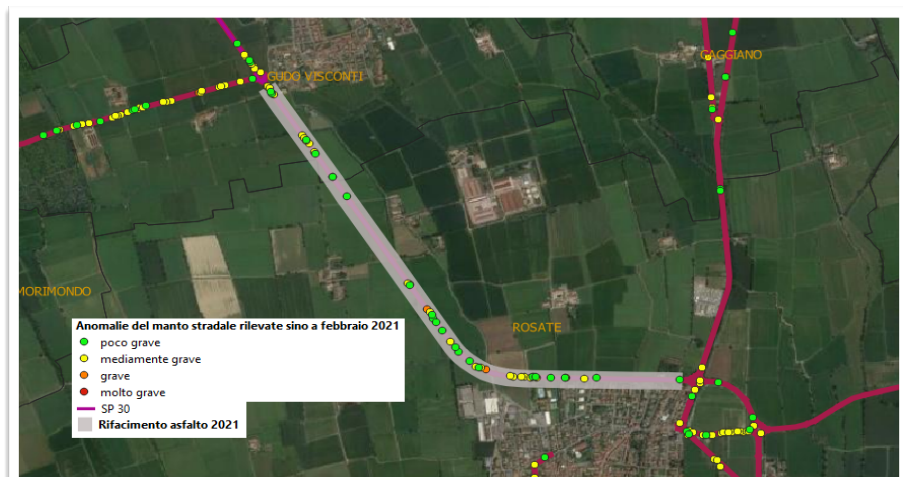 GAGGIANO
GUDO VISCONTI
MORIMONDO
ROSATE
Anomalie del manto stradale rilevate sino a febbraio 2021
poco grave
mediamente grave
grave
molto grave
SP 30
Rifacimento asfalto 2021